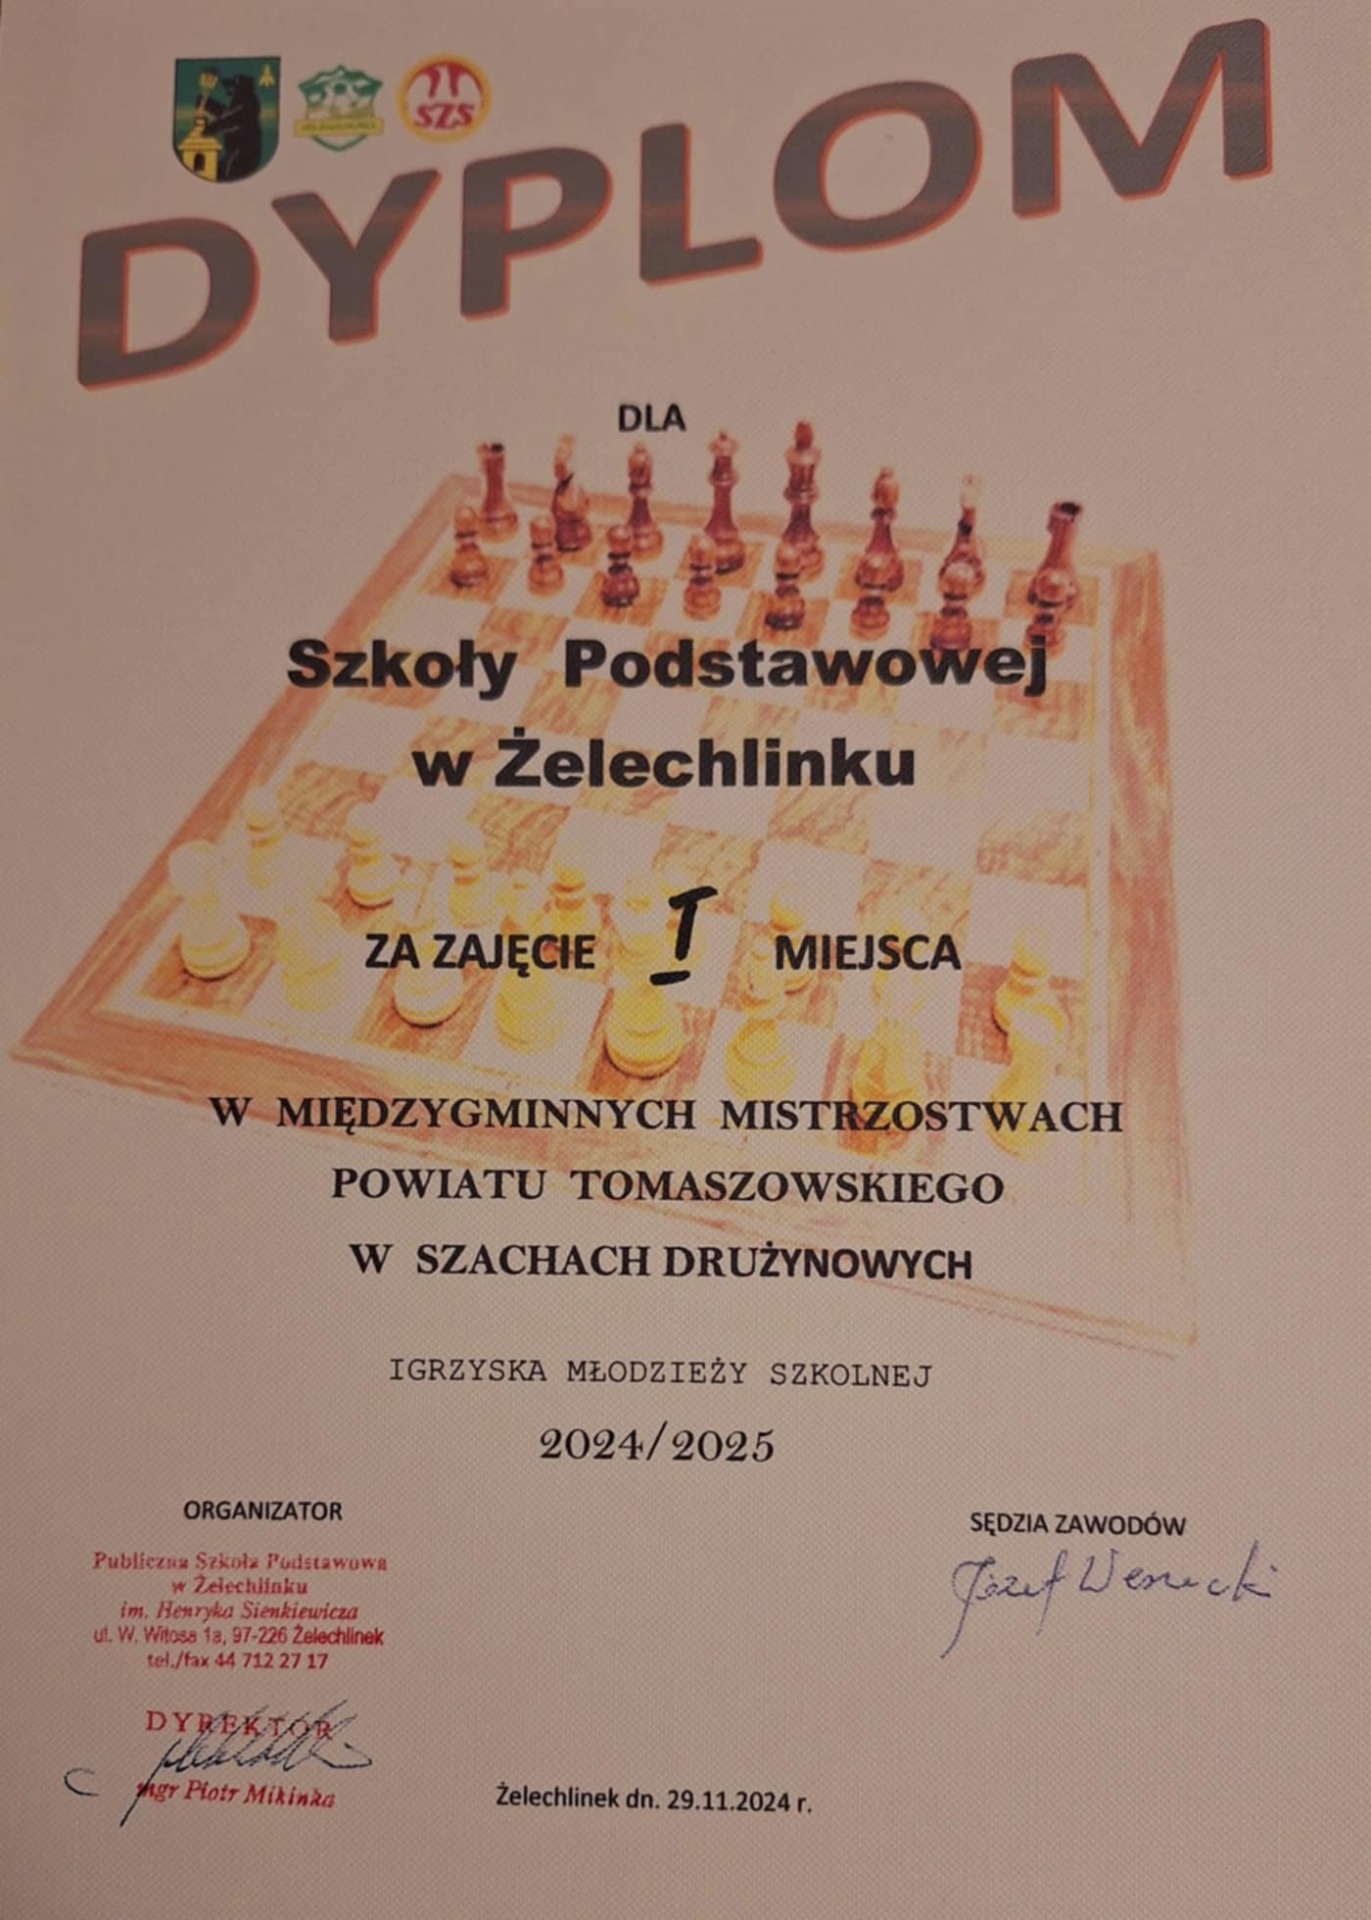 SZS
DYPLOM
DLA
Szkoły Podstawowej
w Żelechlinku
ZA ZAJĘCIE I MIEJSCA
W MIĘDZYGMINNYCH MISTRZOSTWACH
POWIATU TOMASZOWSKIEGO
W SZACHACH DRUŻYNOWYCH
IGRZYSKA MŁODZIEŻY SZKOLNEJ
2024/2025
ORGANIZATOR
Publiczna Szkoła Podstawowa
w Żelechlinku
im. Henryka Sienkiewicza
ul. W. Witosa 1a, 97-226 Żelechlinek
tel./fax 44 712 27 17
DYREKTOR
mgr Piotr Mikinka
SĘDZIA ZAWODÓW
Józef
Żelechlinek dn. 29.11.2024 r.